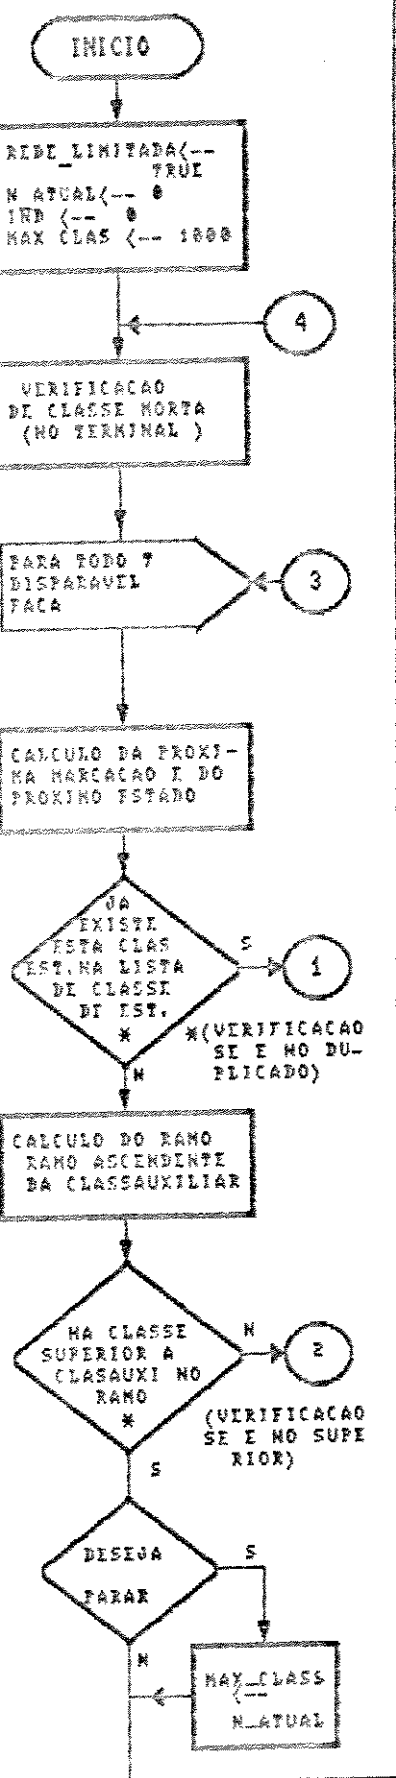 INICIO
REDE_LIMITADA<--
TRUE
N ATUAL<-- 0
IND <-- 0
MAX CLAS <-- 1000
4
VERIFICACAO
DE CLASSE MORTA
(NO TERMINAL )
PARA TODO T
DISPARAVEL
FACA
3
CALCULO DA PROXI-
MA MARCACAO E DO
PROXIMO ESTADO
JA
EXISTE
ESTA CLAS
EST.NA LISTA
DE CLASSE
DE EST.
*
S
1
*(VERIFICACAO
SE E NO DU-
PLICADO)
N
CALCULO DO RAMO
RAMO ASCENDENTE
DA CLASSAUXILIAR
HA CLASSE
SUPERIOR A
CLASAUXI NO
RAMO
*
N
2
(VERIFICACAO
SE E NO SUPE
RIOR)
S
DESEJA
PARAR
S
N
MAX_CLASS
<--
N_ATUAL